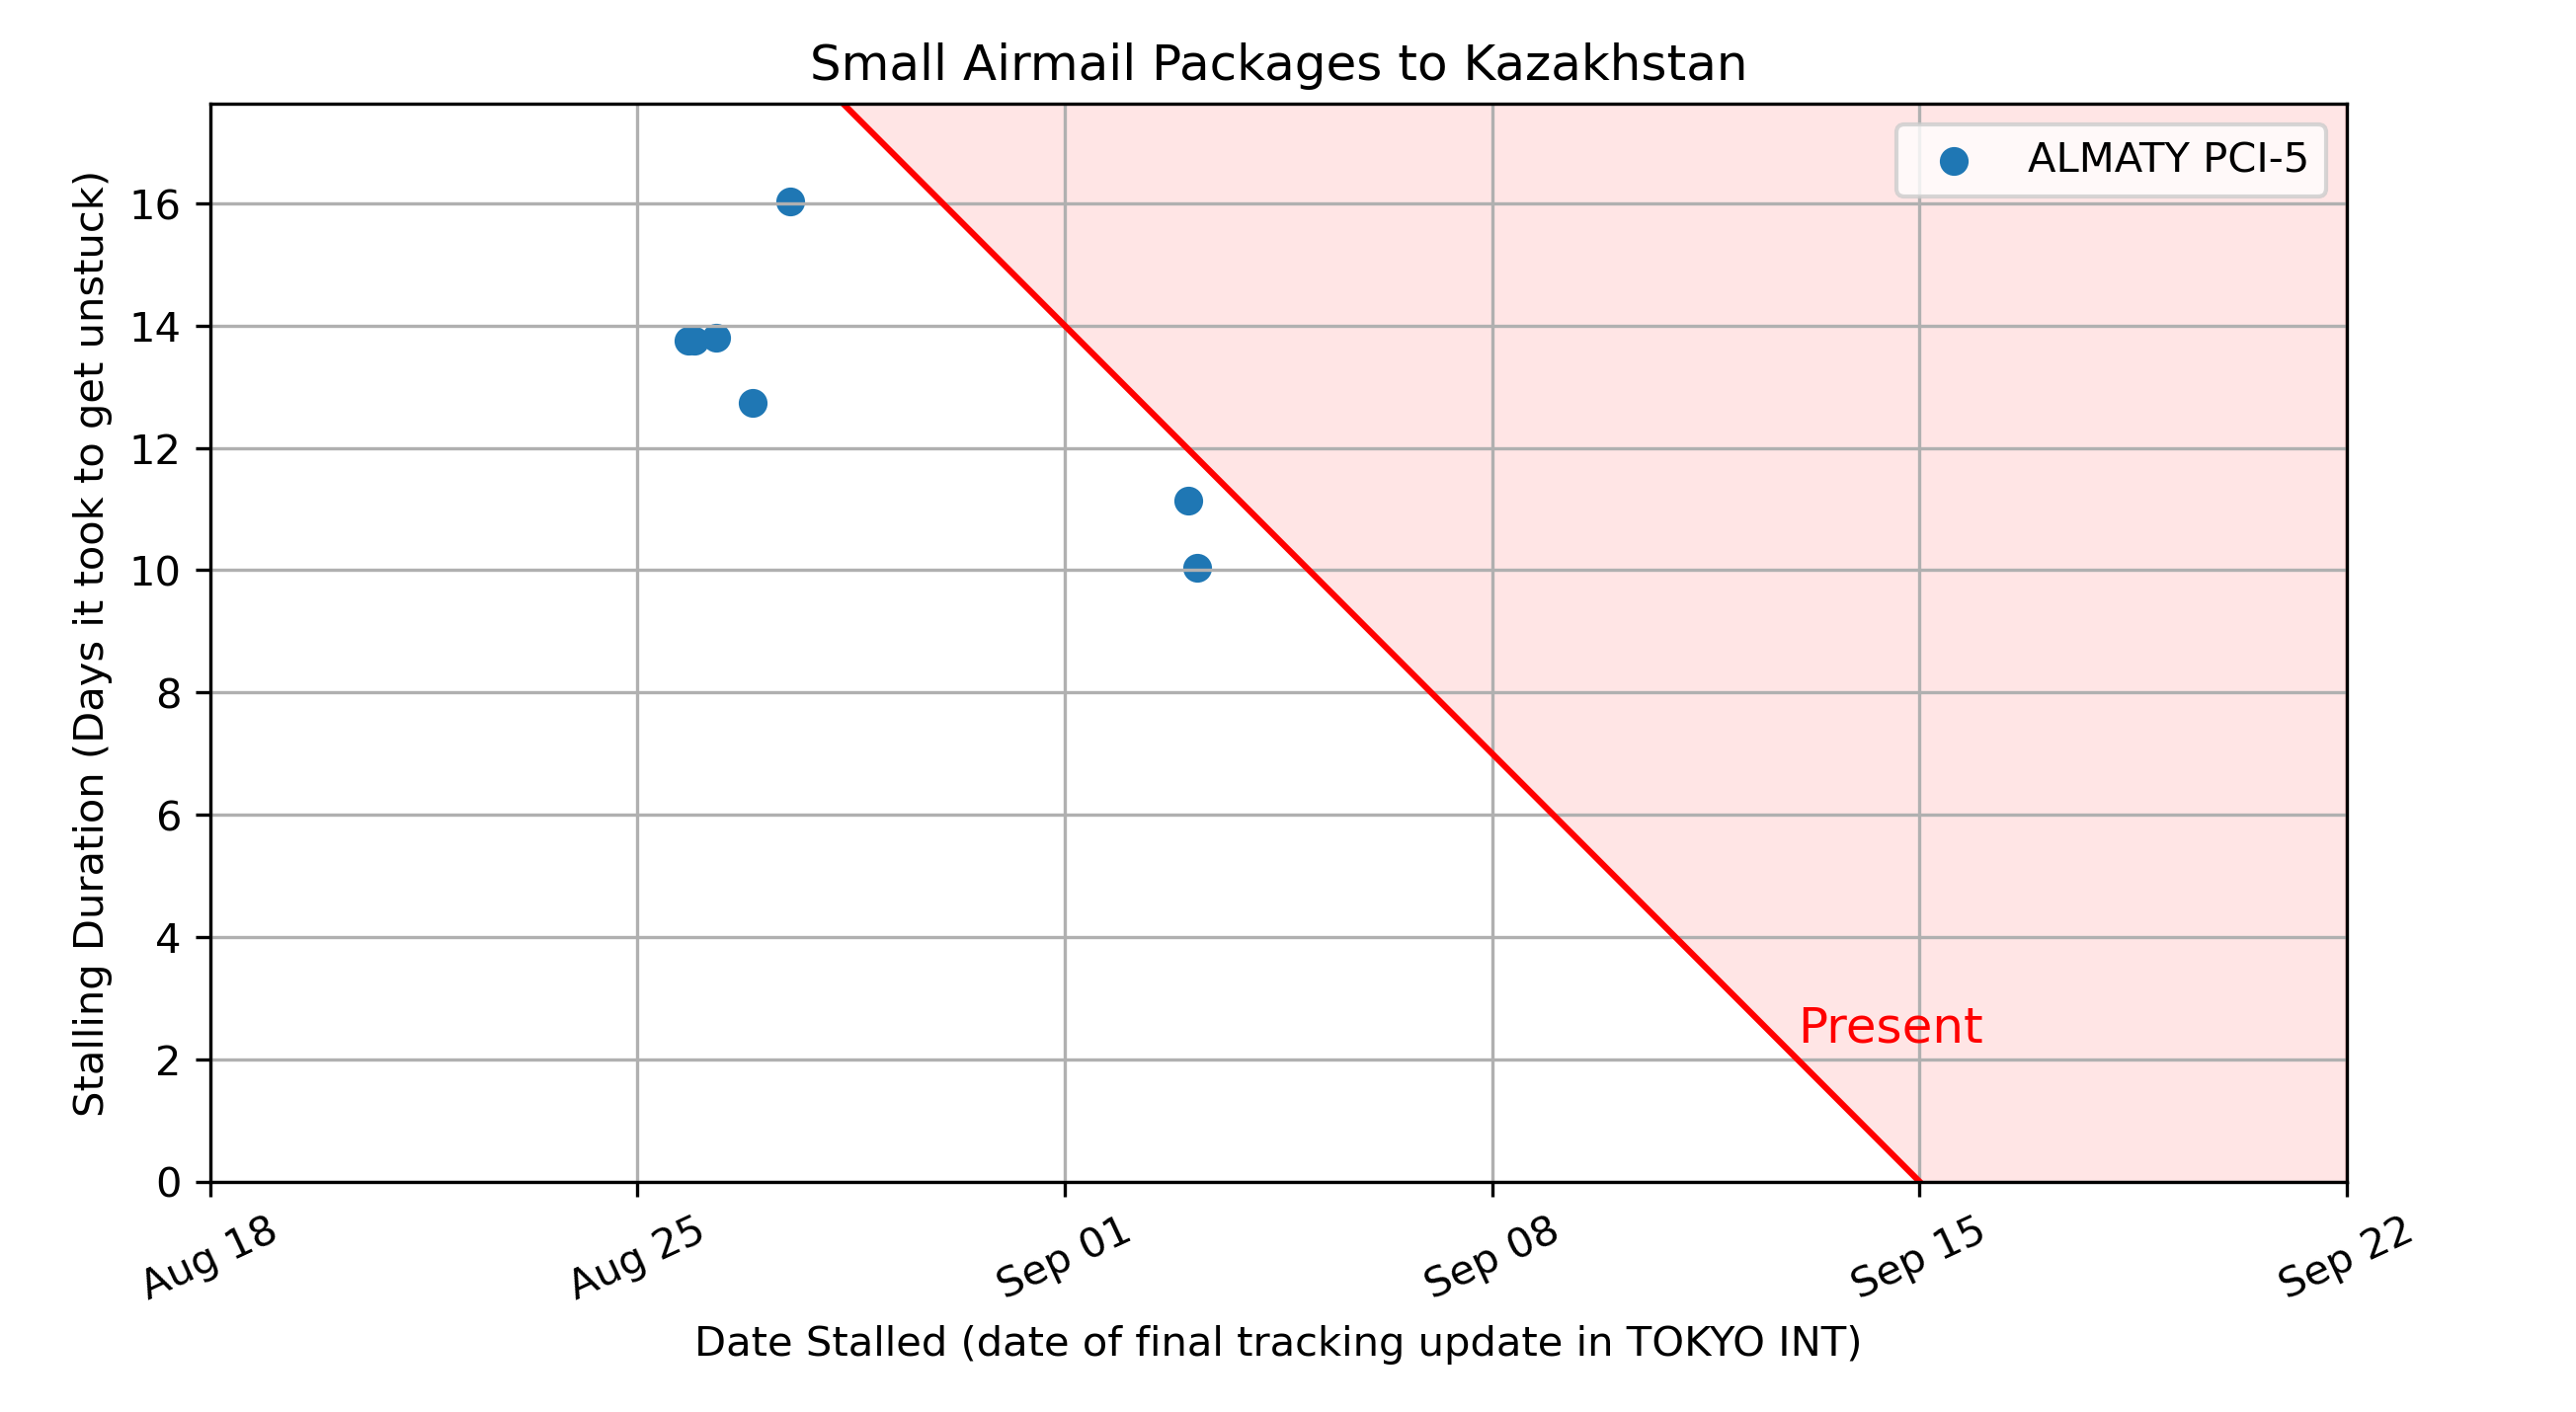 Small Airmail Packages to Kazakhstan
ALMATY PCI-5
Stalling Duration (Days it took to get unstuck)
16
14
12
10
8
6
4
2
0
Present
Aug 18
Aug 25
Sep 01
Sep 08
Sep 15
Sep 22
Date Stalled (date of final tracking update in TOKYO INT)